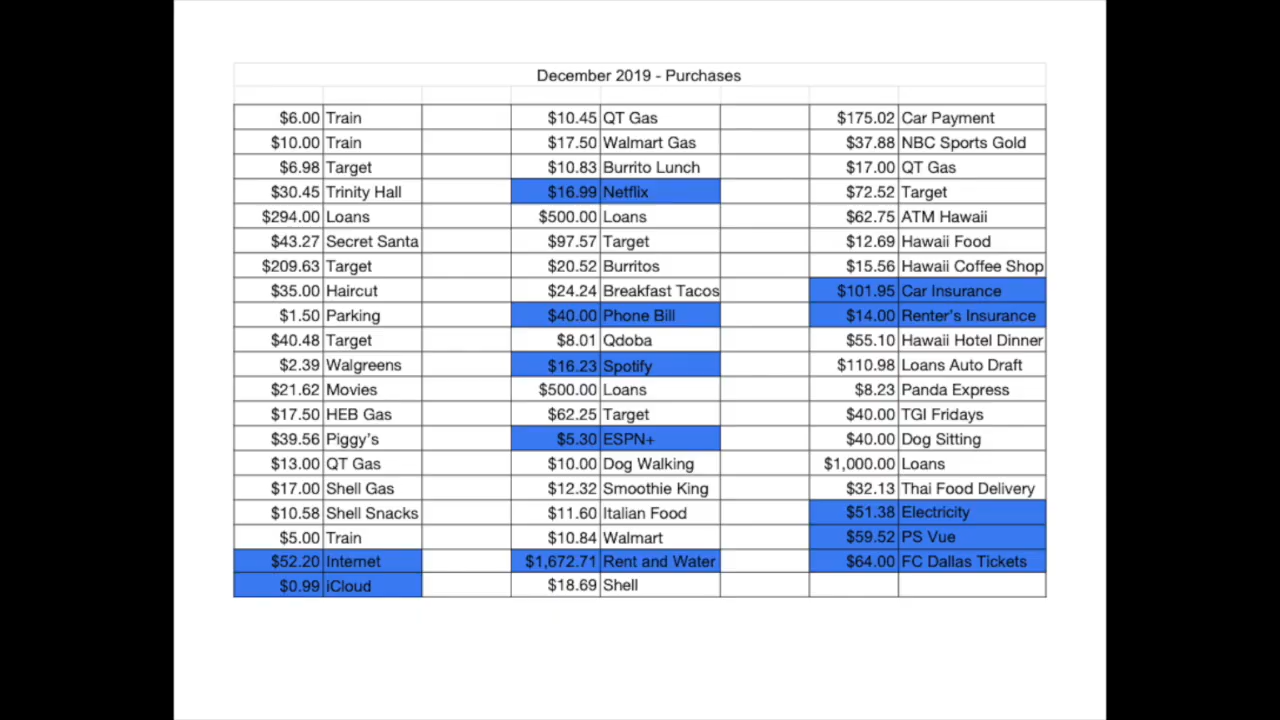 December 2019 - Purchases
$6.00 Train $10.45 QT Gas $175.02 Car Payment
$10.00 Train $17.50 Walmart Gas $37.88 NBC Sports Gold
$6.98 Target $10.83 Burrito Lunch $17.00 QT Gas
$30.45 Trinity Hall $16.99 Netflix $72.52 Target
$294.00 Loans $500.00 Loans $62.75 ATM Hawaii
$43.27 Secret Santa $97.57 Target $12.69 Hawaii Food
$209.63 Target $20.52 Burritos $15.56 Hawaii Coffee Shop
$35.00 Haircut $24.24 Breakfast Tacos $101.95 Car Insurance
$1.50 Parking $40.00 Phone Bill $14.00 Renter's Insurance
$40.48 Target $8.01 Qdoba $55.10 Hawaii Hotel Dinner
$2.39 Walgreens $16.23 Spotify $110.98 Loans Auto Draft
$21.62 Movies $500.00 Loans $8.23 Panda Express
$17.50 HEB Gas $62.25 Target $40.00 TGI Fridays
$39.56 Piggy's $5.30 ESPN+ $40.00 Dog Sitting
$13.00 QT Gas $10.00 Dog Walking $1,000.00 Loans
$17.00 Shell Gas $12.32 Smoothie King $32.13 Thai Food Delivery
$10.58 Shell Snacks $11.60 Italian Food $51.38 Electricity
$5.00 Train $10.84 Walmart $59.52 PS Vue
$52.20 Internet $1,672.71 Rent and Water $64.00 FC Dallas Tickets
$0.99 iCloud $18.69 Shell